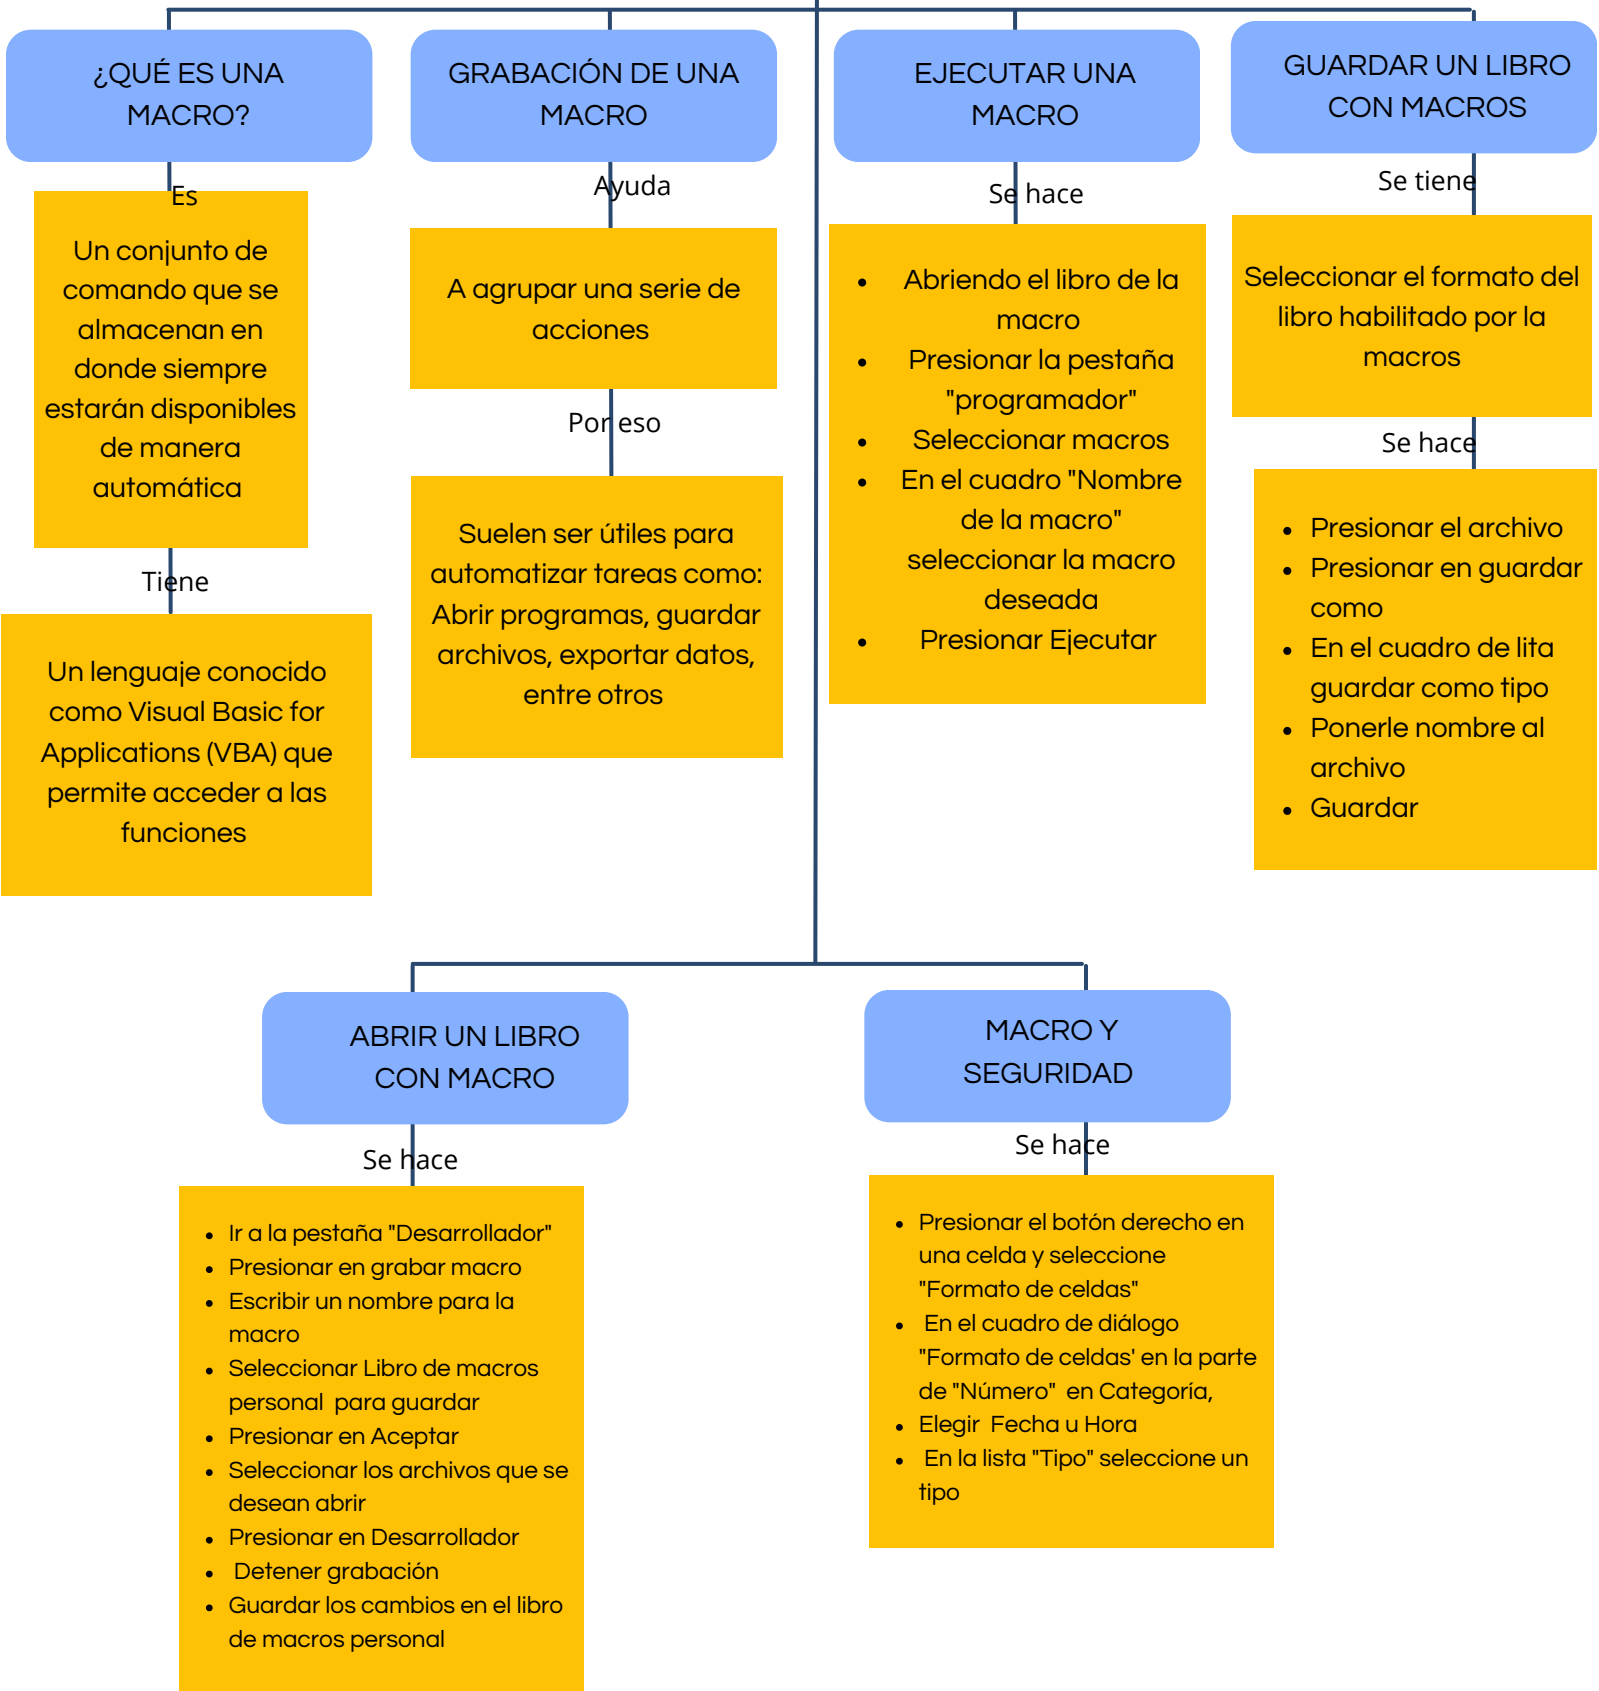 ¿QUÉ ES UNA
MACRO?
Es
Un conjunto de
comando que se
almacenan en
donde siempre
estarán disponibles
de manera
automática
Tiene
Un lenguaje conocido
como Visual Basic for
Applications (VBA) que
permite acceder a las
funciones
GRABACIÓN DE UNA
MACRO
Ayuda
A agrupar una serie de
acciones
Por eso
Suelen ser útiles para
automatizar tareas como:
Abrir programas, guardar
archivos, exportar datos,
entre otros
EJECUTAR UNA
MACRO
Se hace
• Abriendo el libro de la
macro
• Presionar la pestaña
"programador"
• Seleccionar macros
• En el cuadro "Nombre
de la macro"
seleccionar la macro
deseada
• Presionar Ejecutar
GUARDAR UN LIBRO
CON MACROS
Se tiene
Seleccionar el formato del
libro habilitado por la
macros
Se hace
• Presionar el archivo
• Presionar en guardar
como
• En el cuadro de lita
guardar como tipo
• Ponerle nombre al
archivo
• Guardar
ABRIR UN LIBRO
CON MACRO
Se hace
• Ir a la pestaña "Desarrollador"
• Presionar en grabar macro
• Escribir un nombre para la
macro
• Seleccionar Libro de macros
personal  para guardar
• Presionar en Aceptar
• Seleccionar los archivos que se
desean abrir
• Presionar en Desarrollador
• Detener grabación
• Guardar los cambios en el libro
de macros personal
MACRO Y
SEGURIDAD
Se hace
• Presionar el botón derecho en
una celda y seleccione
"Formato de celdas"
• En el cuadro de diálogo
"Formato de celdas' en la parte
de "Número"  en Categoría,
• Elegir  Fecha u Hora
• En la lista "Tipo" seleccione un
tipo